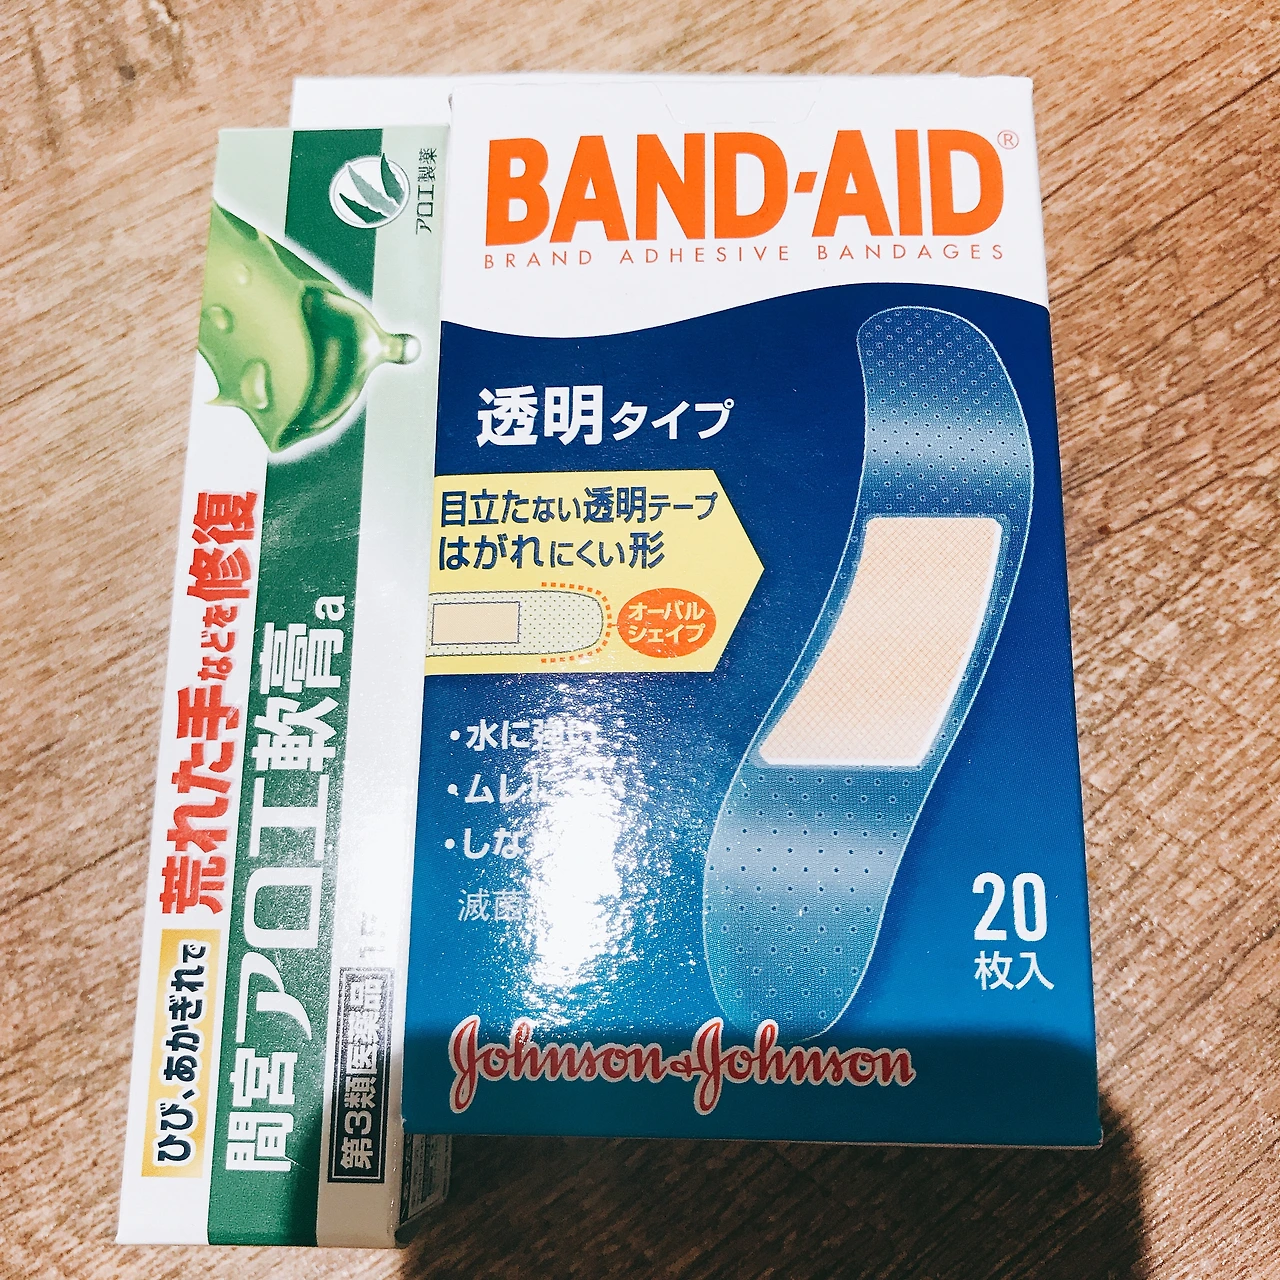 BAND-AID®
BRAND ADHESIVE BANDAGES
透明タイプ
目立たない透明テープ
はがれにくい形
オーバル
シェイプ
・水に強い
・ムレに
・しな
滅菌
20
枚入
Johnson & Johnson
アロエ製薬
ひび、あかぎれで
荒れた手などを修復
間宮アロエ軟膏a
第3類医薬品